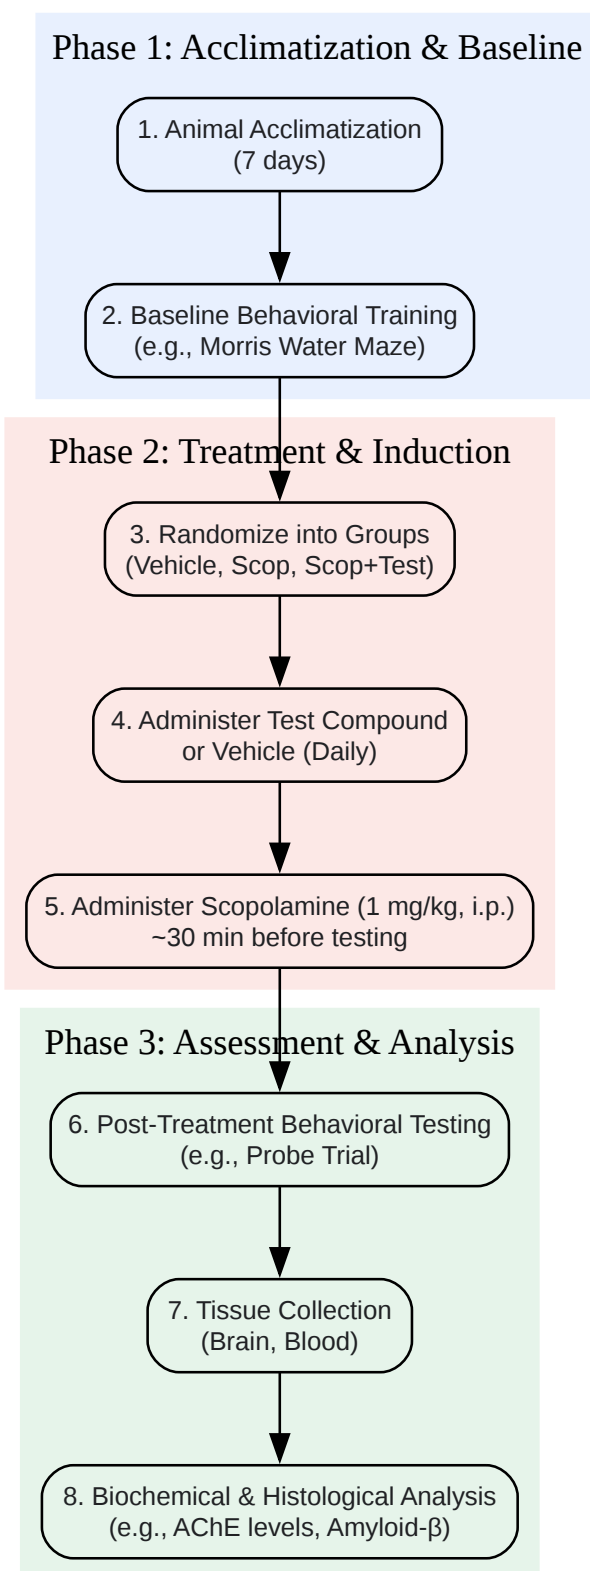 Phase 1: Acclimatization & Baseline
1. Animal Acclimatization
(7 days)
2. Baseline Behavioral Training
(e.g., Morris Water Maze)
Phase 2: Treatment & Induction
3. Randomize into Groups
(Vehicle, Scop, Scop+Test)
4. Administer Test Compound
or Vehicle (Daily)
5. Administer Scopolamine (1 mg/kg, i.p.)
~30 min before testing
Phase 3: Assessment & Analysis
6. Post-Treatment Behavioral Testing
(e.g., Probe Trial)
7. Tissue Collection
(Brain, Blood)
8. Biochemical & Histological Analysis
(e.g., AChE levels, Amyloid-β)